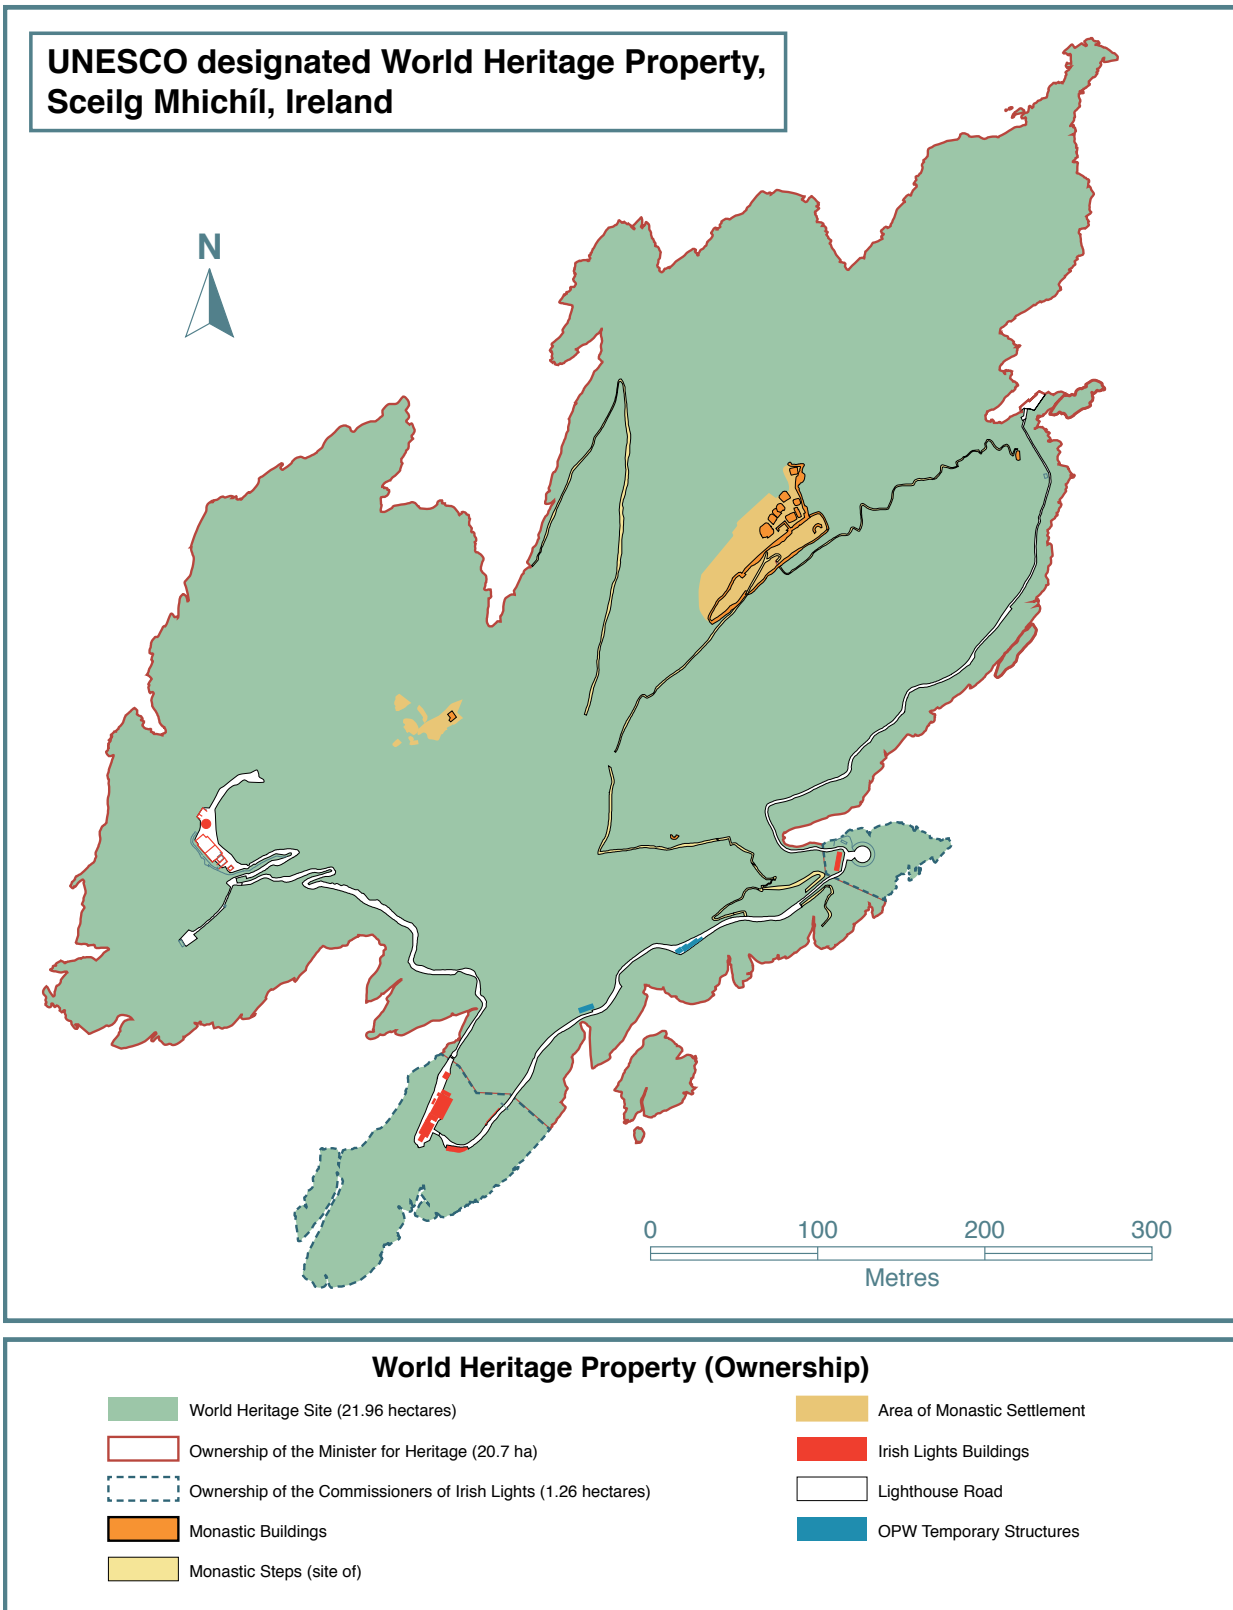 UNESCO designated World Heritage Property,
Sceilg Mhichíl, Ireland
N
0 100 200 300
Metres
World Heritage Property (Ownership)
World Heritage Site (21.96 hectares)
Ownership of the Minister for Heritage (20.7 ha)
Ownership of the Commissioners of Irish Lights (1.26 hectares)
Monastic Buildings
Monastic Steps (site of)
Area of Monastic Settlement
Irish Lights Buildings
Lighthouse Road
OPW Temporary Structures